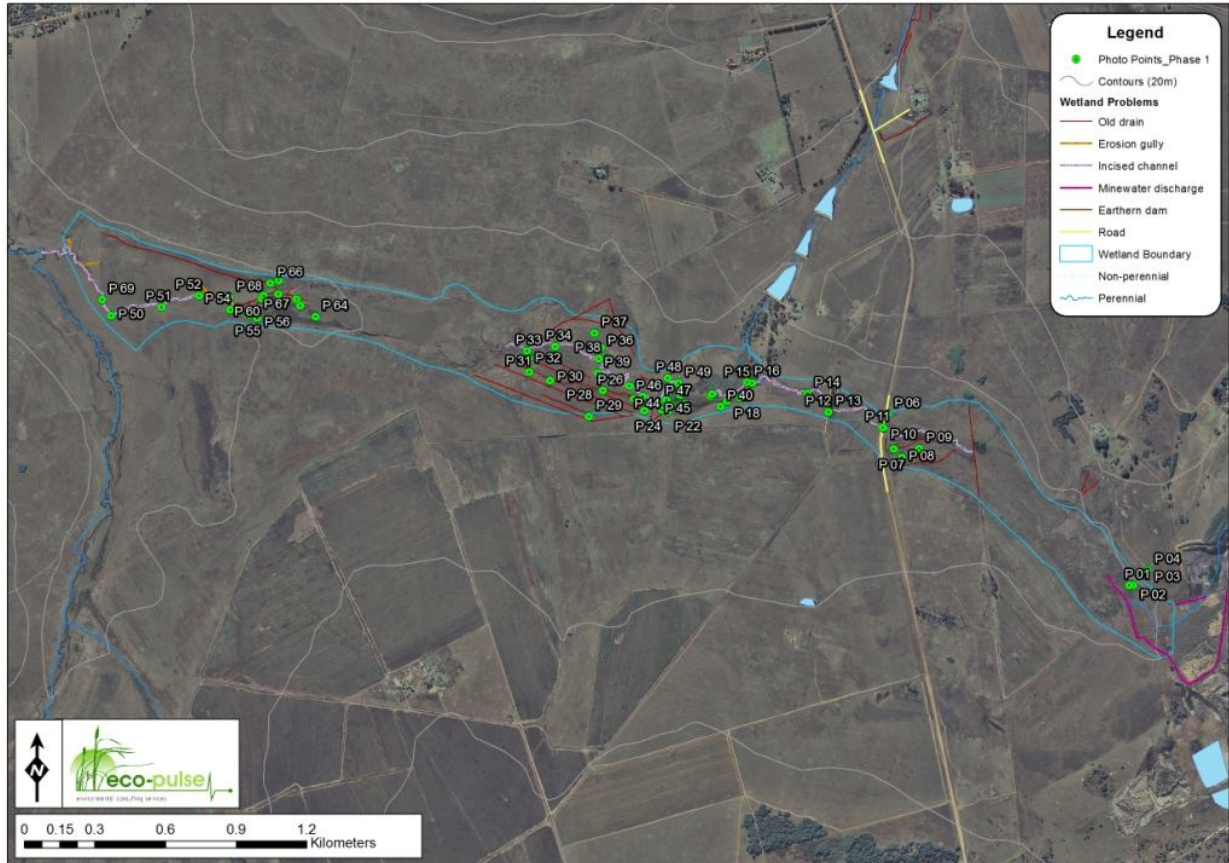 Legend
Photo Points_Phase 1
Contours (20m)
Wetland Problems
Old drain
Erosion gully
Incised channel
Minewater discharge
Earthern dam
Road
Wetland Boundary
Non-perennial
Perennial
P 66
P 52
P 68
P 69
P 51
P 54
P 67
P 64
P 50
P 60
P 56
P 55
P 37
P 34
P 33
P 38
P 36
P 31
P 32
P 39
P 48
P 49
P 15
P 16
P 30
P 26
P 46
P 47
P 14
P 28
P 40
P 12
P 13
P 06
P 29
P 44
P 45
P 18
P 11
P 24
P 22
P 10
P 09
P 08
P 07
P 04
P 01
P 03
P 02
N
eco-pulse
environmental consulting services
0 0.15 0.3 0.6 0.9 1.2
Kilometers